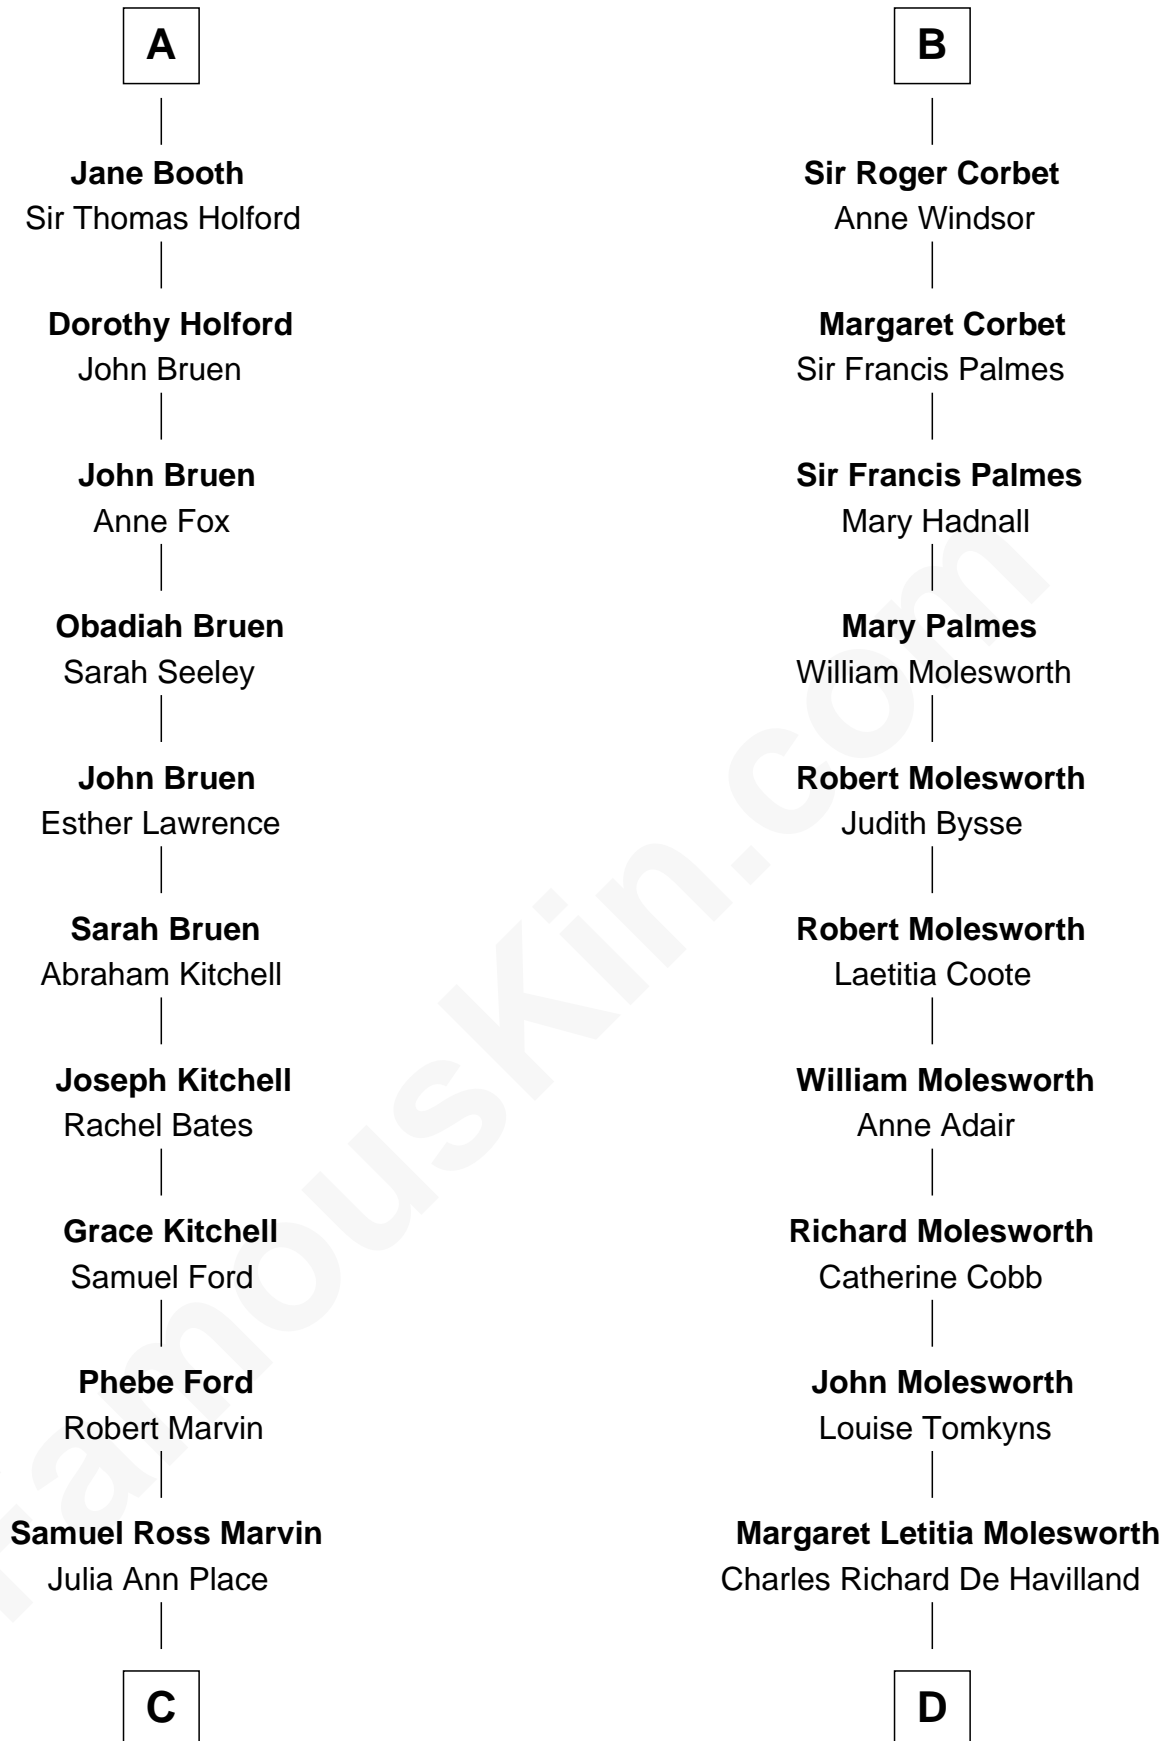 A
Jane Booth
Sir Thomas Holford
Dorothy Holford
John Bruen
John Bruen
Anne Fox
Obadiah Bruen
Sarah Seeley
John Bruen
Esther Lawrence
Sarah Bruen
Abraham Kitchell
Joseph Kitchell
Rachel Bates
Grace Kitchell
Samuel Ford
Phebe Ford
Robert Marvin
Samuel Ross Marvin
Julia Ann Place
C
B
Sir Roger Corbet
Anne Windsor
Margaret Corbet
Sir Francis Palmes
Sir Francis Palmes
Mary Hadnall
Mary Palmes
William Molesworth
Robert Molesworth
Judith Bysse
Robert Molesworth
Laetitia Coote
William Molesworth
Anne Adair
Richard Molesworth
Catherine Cobb
John Molesworth
Louise Tomkyns
Margaret Letitia Molesworth
Charles Richard De Havilland
D
FamousKin.com